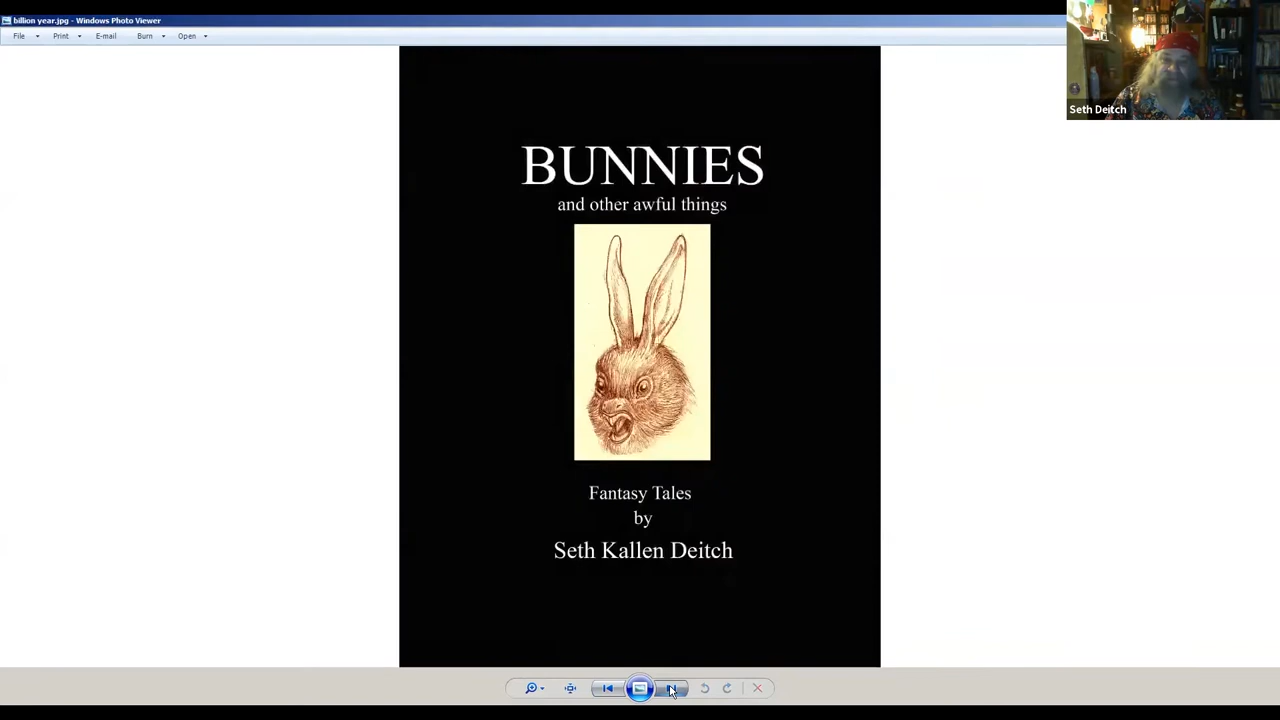 billion year.jpg - Windows Photo Viewer
File Print E-mail Burn Open
Seth Deitch
BUNNIES
and other awful things
Fantasy Tales
by
Seth Kallen Deitch